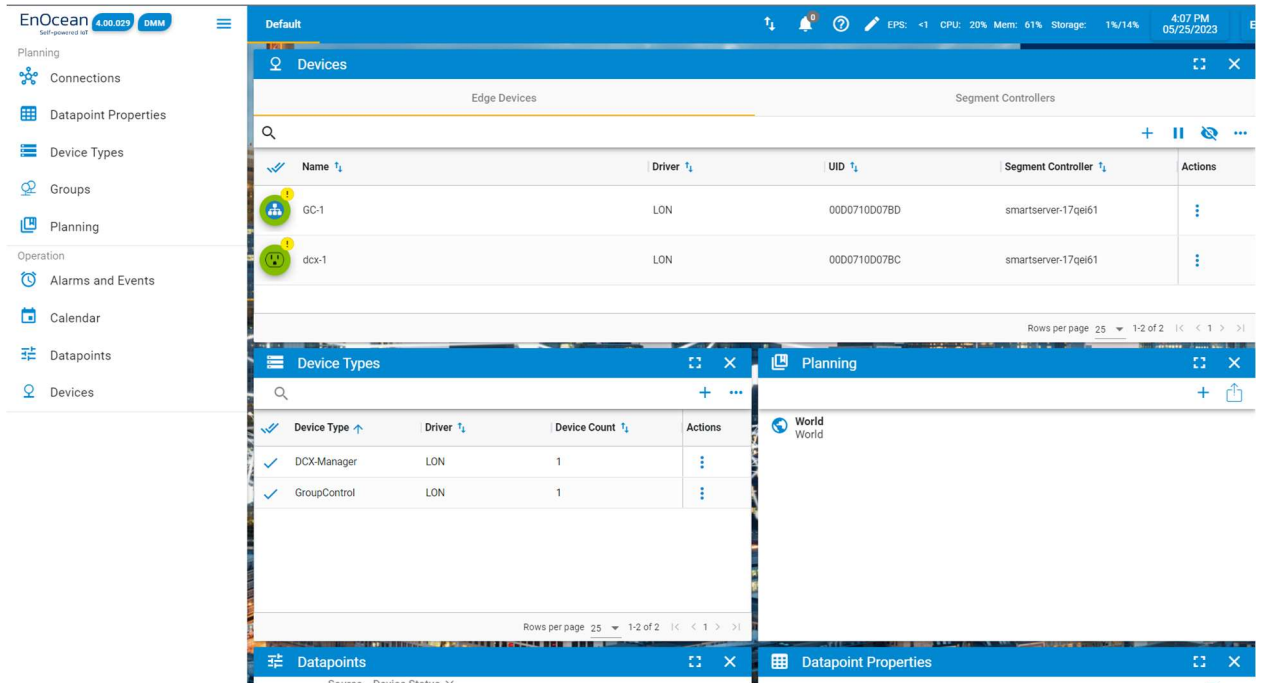 EnOcean 4.00.029 DMM
Self-powered IoT
Planning
Connections
Datapoint Properties
Device Types
Groups
Planning
Operation
Alarms and Events
Calendar
Datapoints
Devices
Default
0
EPS: <1 CPU: 20% Mem: 61% Storage: 1%/14%
4:07 PM
05/25/2023
E
Devices
Edge Devices Segment Controllers
Name Driver UID Segment Controller Actions
GC-1 LON 00D0710D07BD smartserver-17qei61
dcx-1 LON 00D0710D07BC smartserver-17qei61
Rows per page 25 1-2 of 2 1
Device Types
Device Type Driver Device Count Actions
DCX-Manager LON 1
GroupControl LON 1
Rows per page 25 1-2 of 2 1
Planning
World
World
Datapoints
Source Device Status
Datapoint Properties